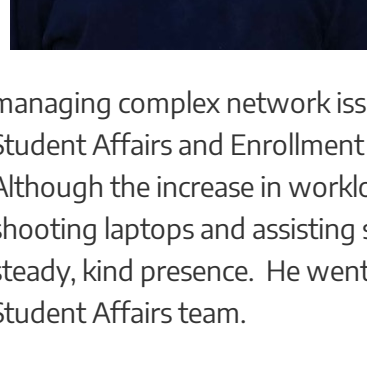 managing complex network iss
Student Affairs and Enrollment
Although the increase in worklo
shooting laptops and assisting s
steady, kind presence.  He went
Student Affairs team.